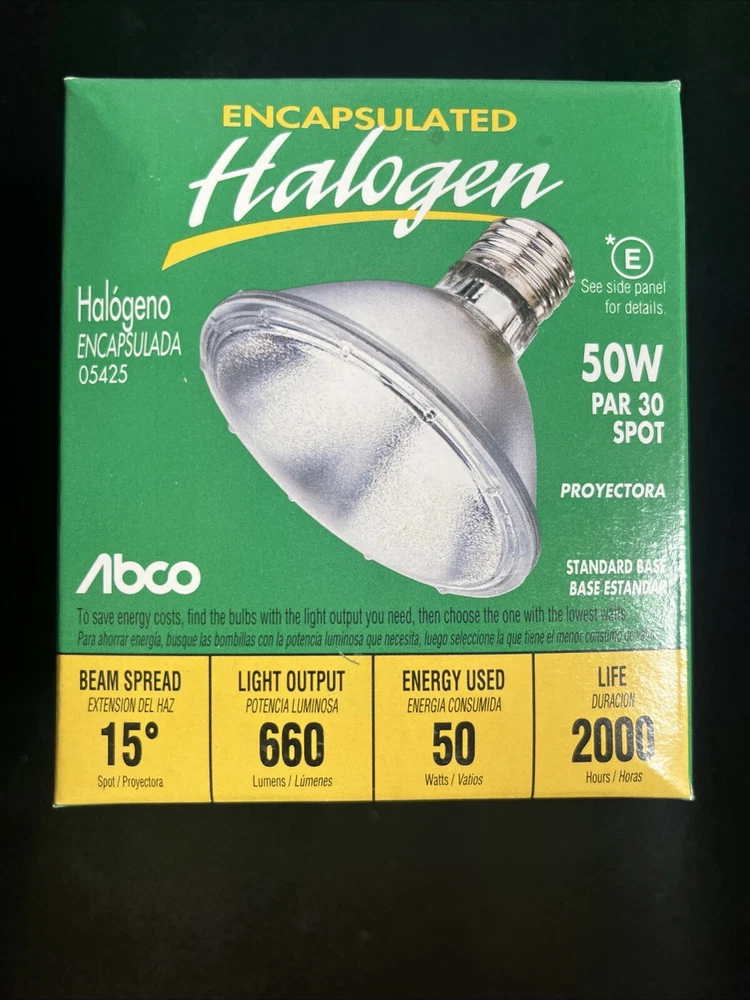 ENCAPSULATED
Halogen
* E
See side panel
for details.
Halógeno
ENCAPSULADA
05425
50W
PAR 30
SPOT
PROYECTORA
STANDARD BASE
BASE ESTANDAR
Abco
To save energy costs, find the bulbs with the light output you need, then choose the one with the lowest watts.
Para ahorrar energía, busque las bombillas con la potencia luminosa que necesita, luego seleccione la que tiene el menor consumo de vatios.
BEAM SPREAD
EXTENSION DEL HAZ
15°
Spot / Proyectora
LIGHT OUTPUT
POTENCIA LUMINOSA
660
Lumens / Lúmenes
ENERGY USED
ENERGIA CONSUMIDA
50
Watts / Vatios
LIFE
DURACION
2000
Hours / Horas